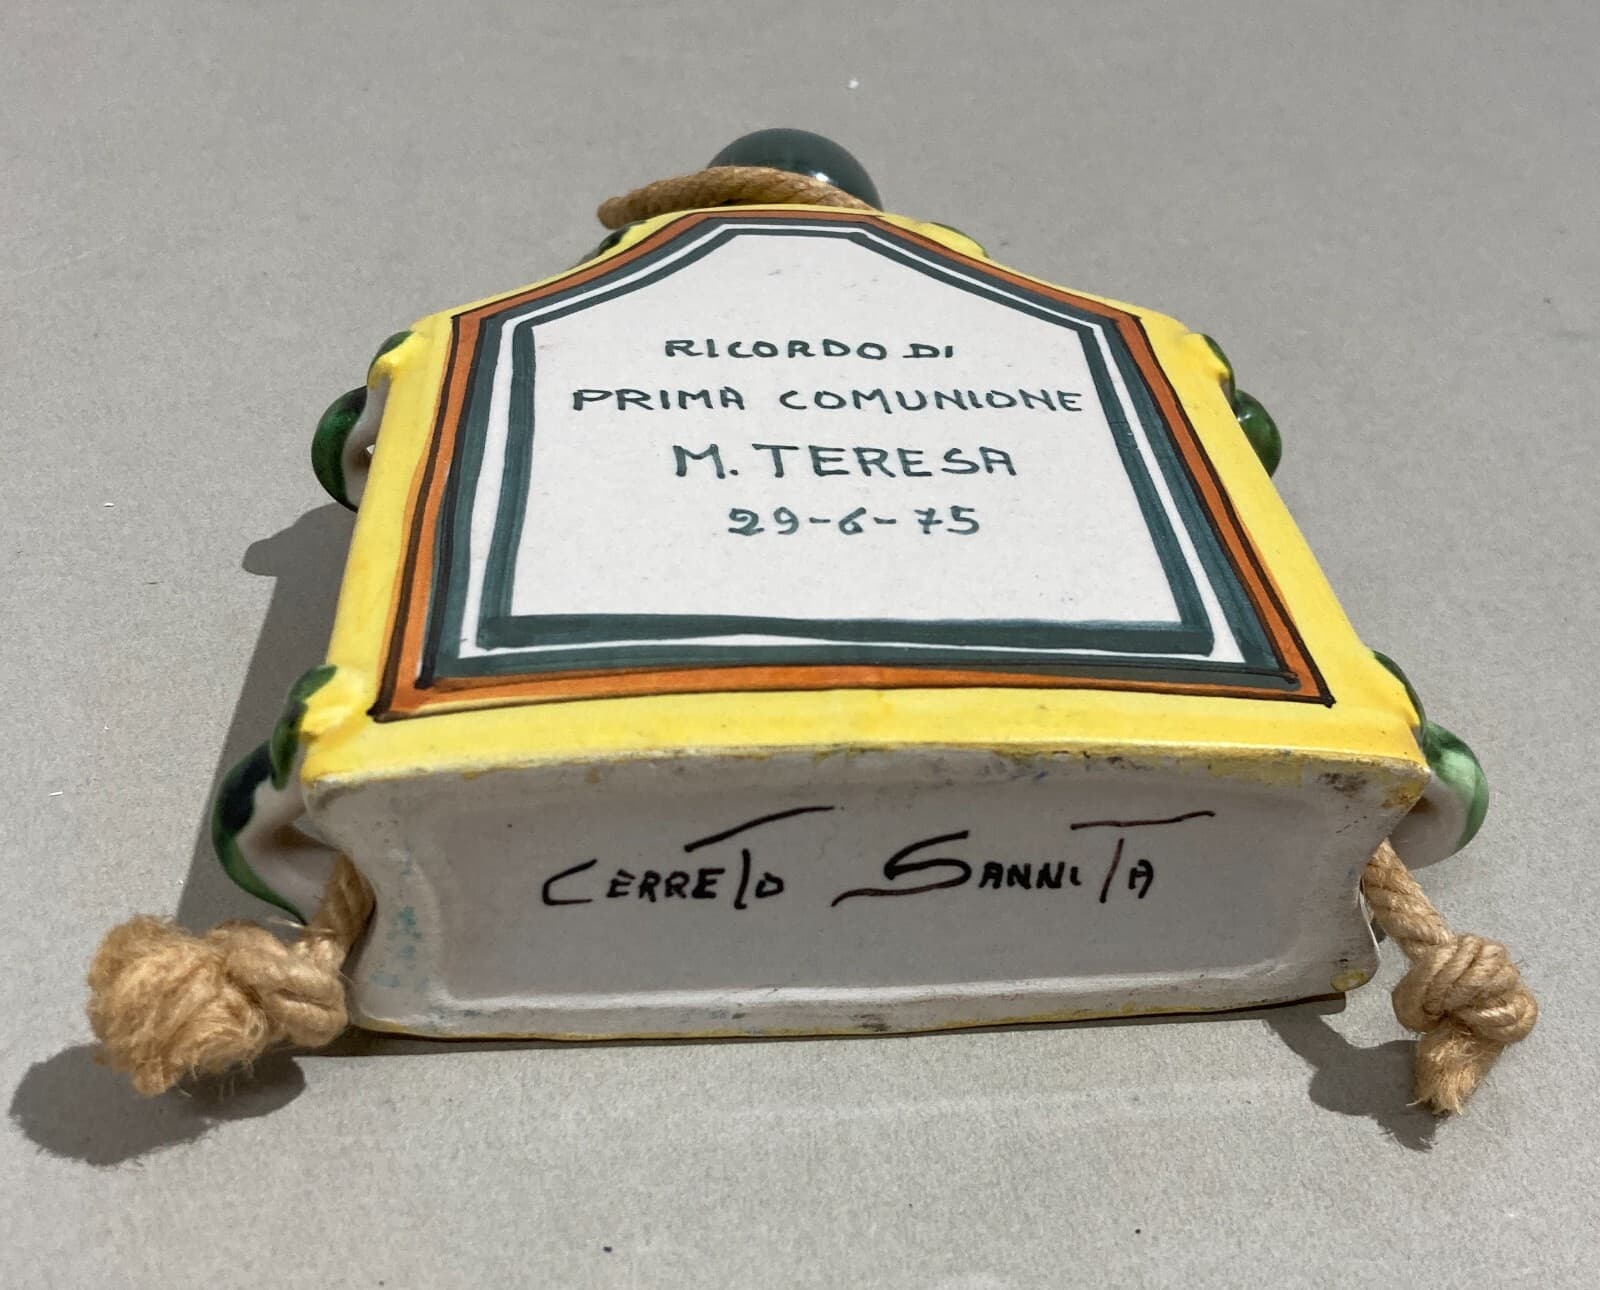 RICORDO DI
PRIMA COMUNIONE
M. TERESA
29-6-75
CERRETO SANNITA